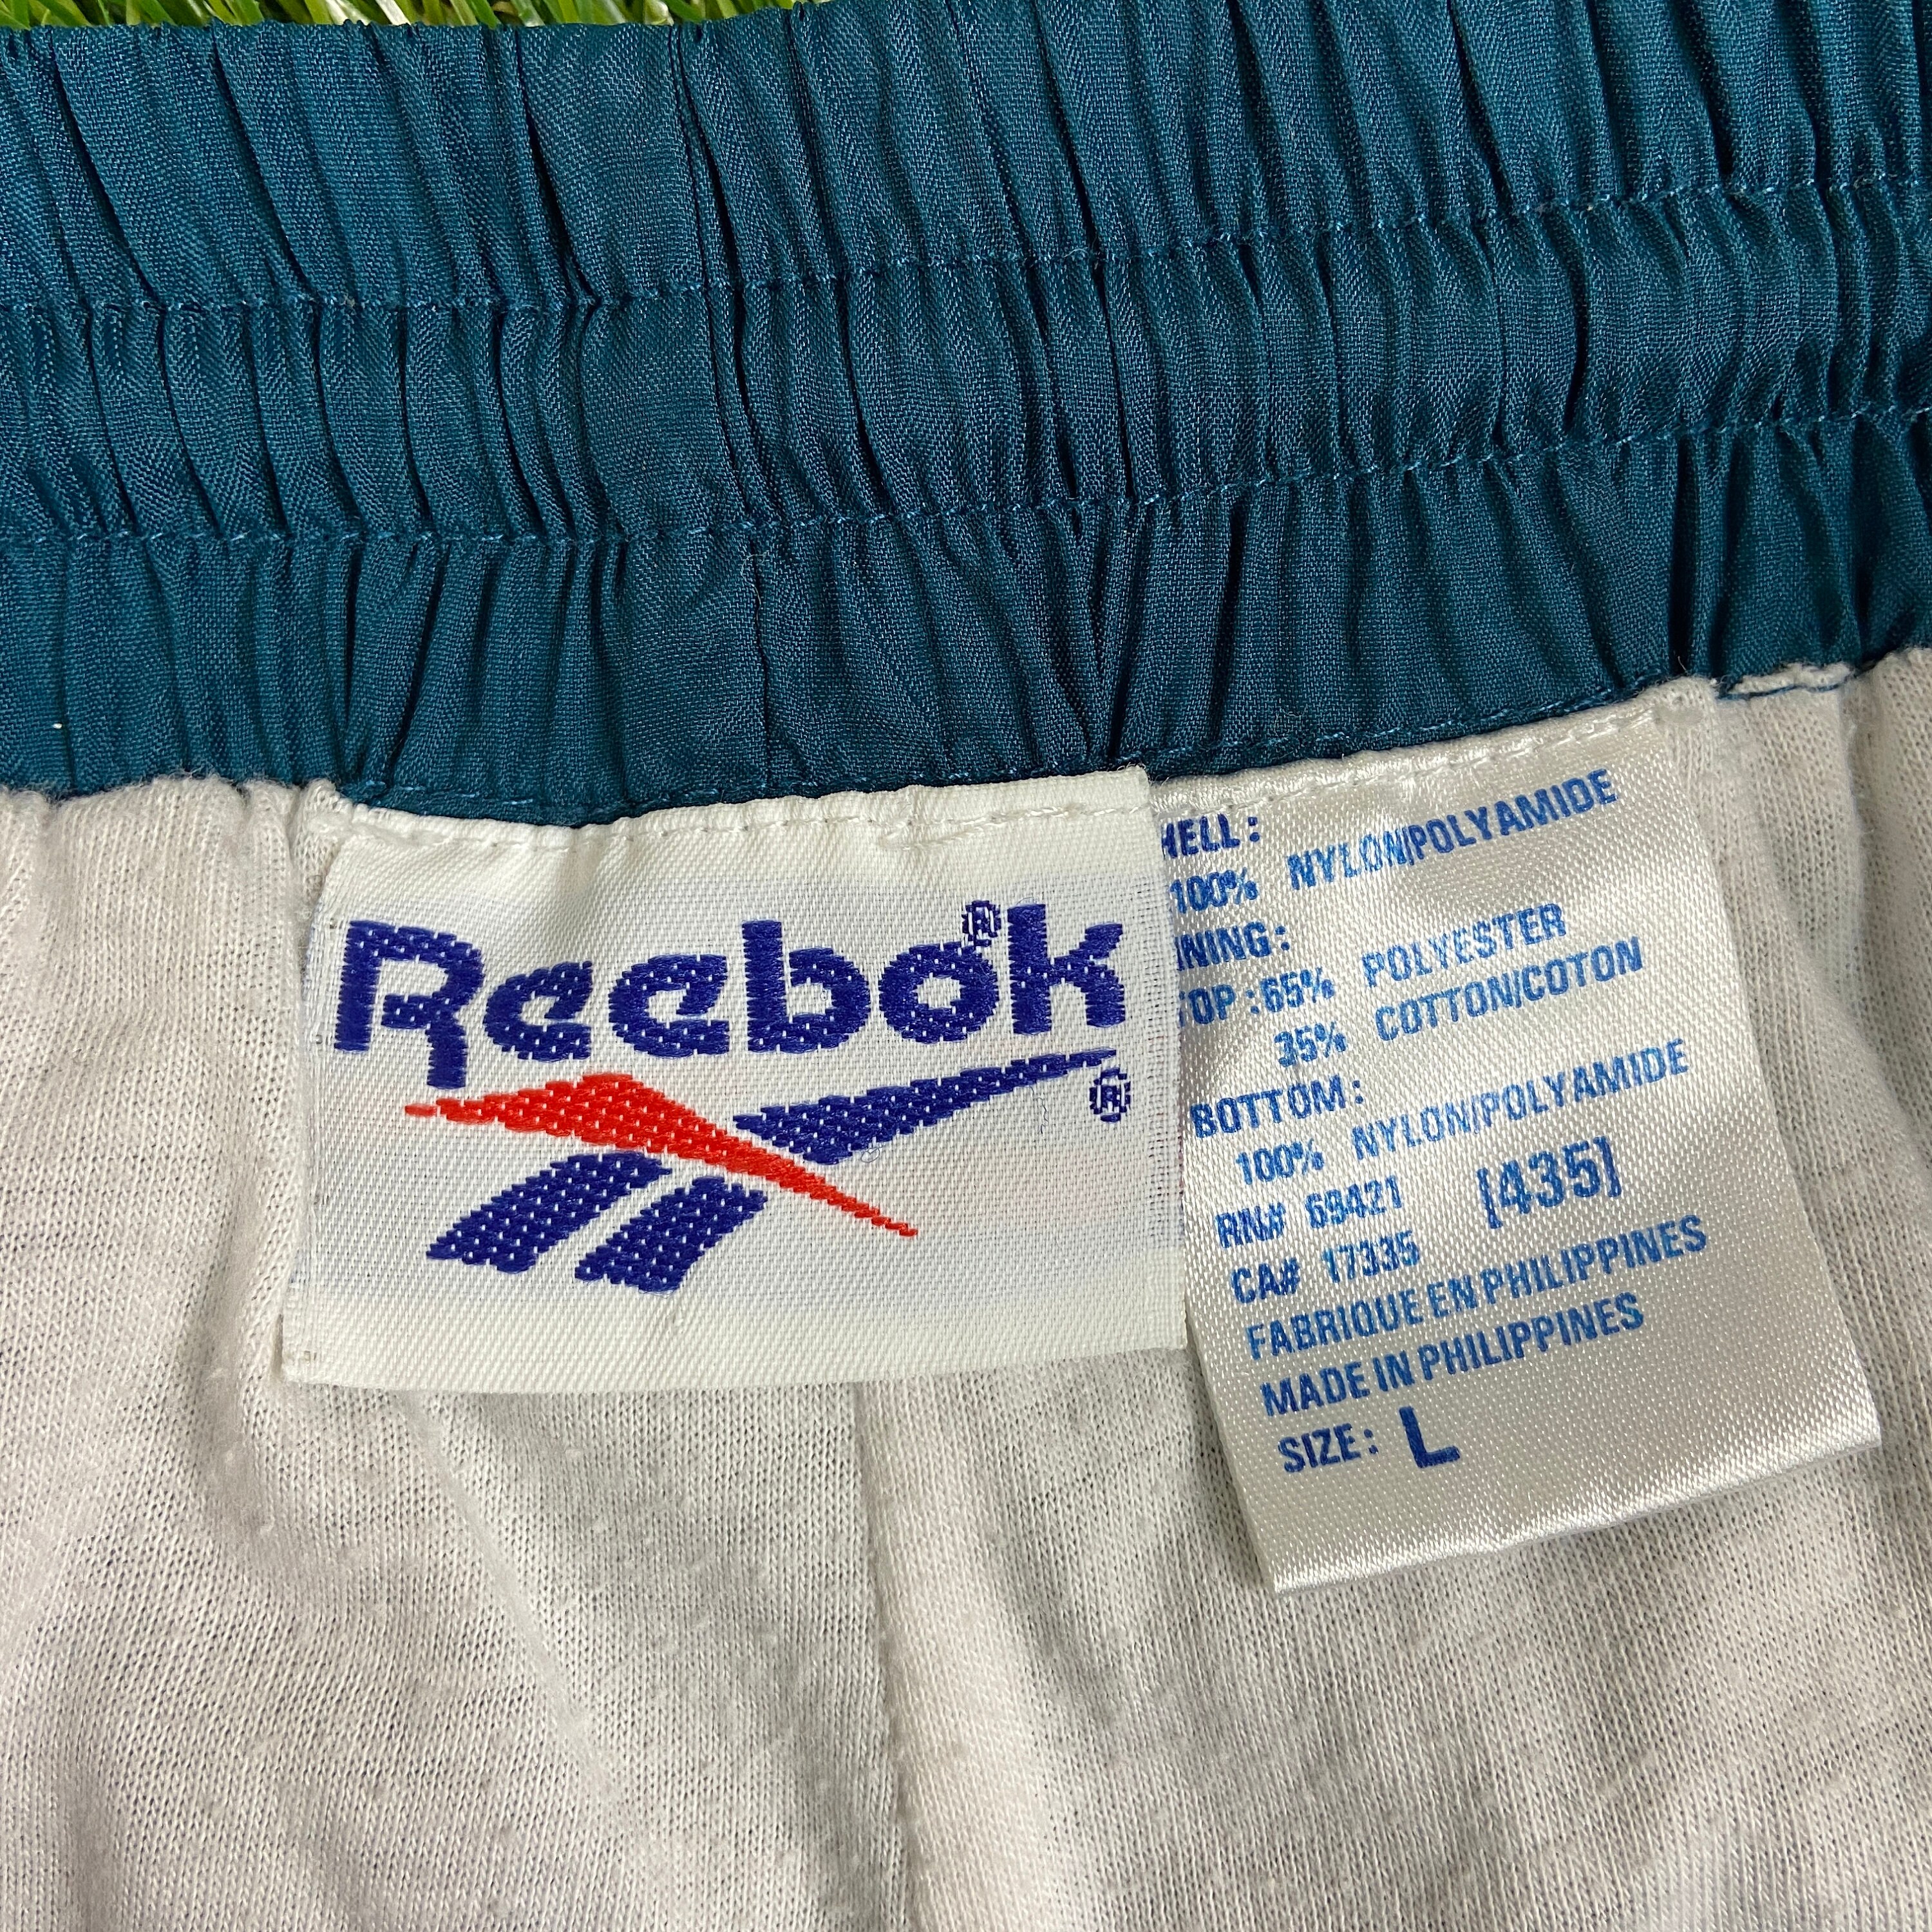 Reebok®
®
HELL:
100% NYLON/POLYAMIDE
INING:
TOP: 65% POLYESTER
35% COTTON/COTON
BOTTOM:
100% NYLON/POLYAMIDE
RN# 69421 [435]
CA# 17335
FABRIQUE EN PHILIPPINES
MADE IN PHILIPPINES
SIZE: L